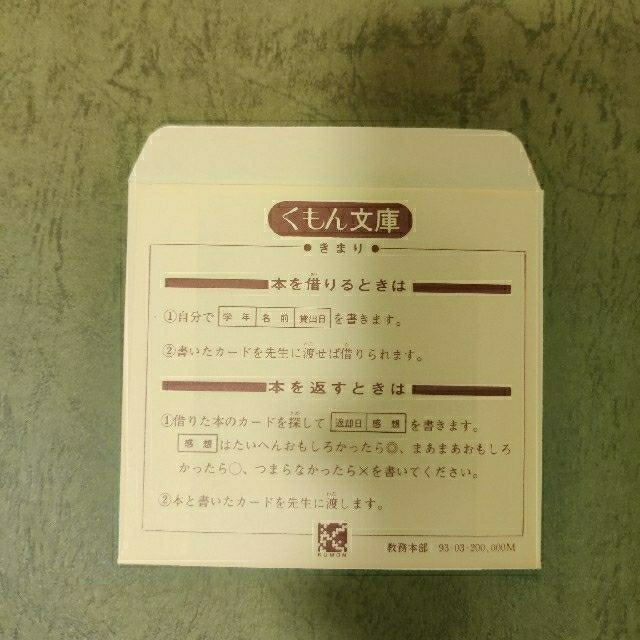 くもん文庫
●きまり●
本を借りるときは
①自分で 学年 名前 貸出日 を書きます。
②書いたカードを先生に渡せば借りられます。
本を返すときは
①借りた本のカードを探して 返却日 感想 を書きます。
感想 はたいへんおもしろかったら◎、まあまあおもしろ
かったら○、つまらなかったら×を書いてください。
②本と書いたカードを先生に渡します。
KUMON
教務本部 93-03-200,000M